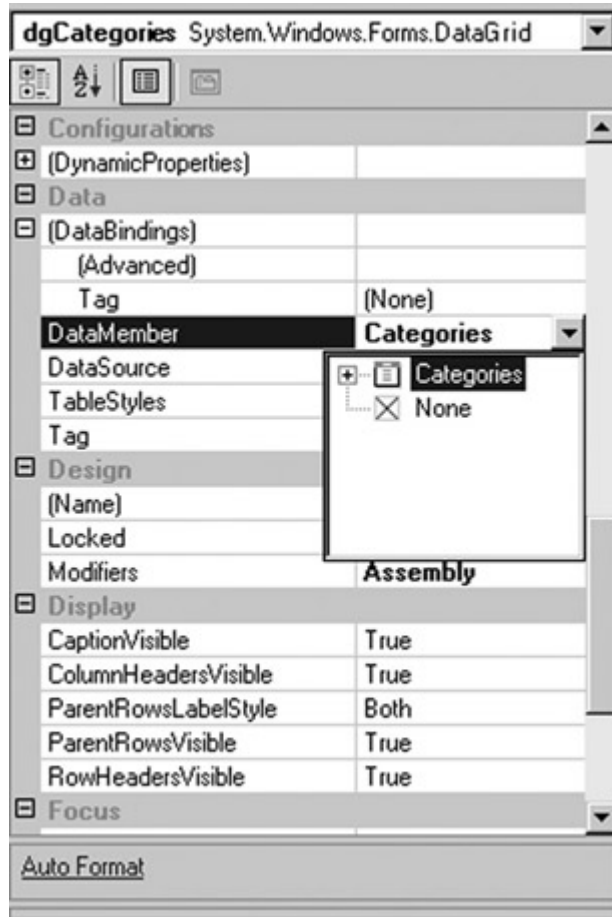 dgCategories System.Windows.Forms.DataGrid
Configurations
(DynamicProperties)
Data
(DataBindings)
(Advanced)
Tag (None)
DataMember Categories
DataSource
Categories
TableStyles
None
Tag
Design
(Name)
Locked
Modifiers Assembly
Display
CaptionVisible True
ColumnHeadersVisible True
ParentRowsLabelStyle Both
ParentRowsVisible True
RowHeadersVisible True
Focus
Auto Format